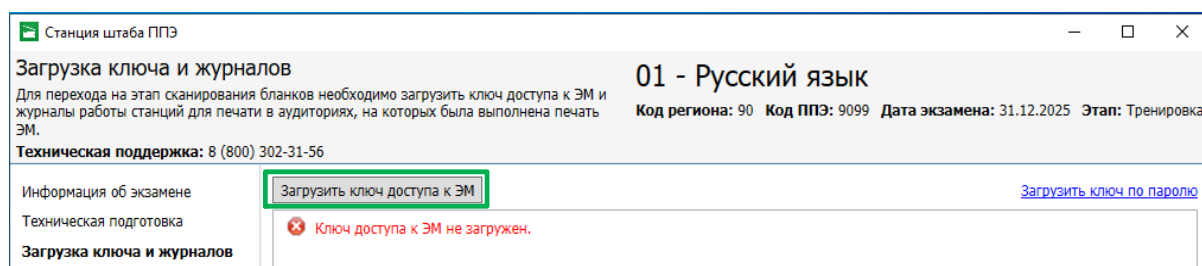 Станция штаба ППЭ
Загрузка ключа и журналов
Для перехода на этап сканирования бланков необходимо загрузить ключ доступа к ЭМ и
журналы работы станций для печати в аудиториях, на которых была выполнена печать
ЭМ.
Техническая поддержка: 8 (800) 302-31-56
01 - Русский язык
Код региона: 90 Код ППЭ: 9099 Дата экзамена: 31.12.2025 Этап: Тренировка
Информация об экзамене
Техническая подготовка
Загрузка ключа и журналов
Загрузить ключ доступа к ЭМ
Загрузить ключ по паролю
Ключ доступа к ЭМ не загружен.